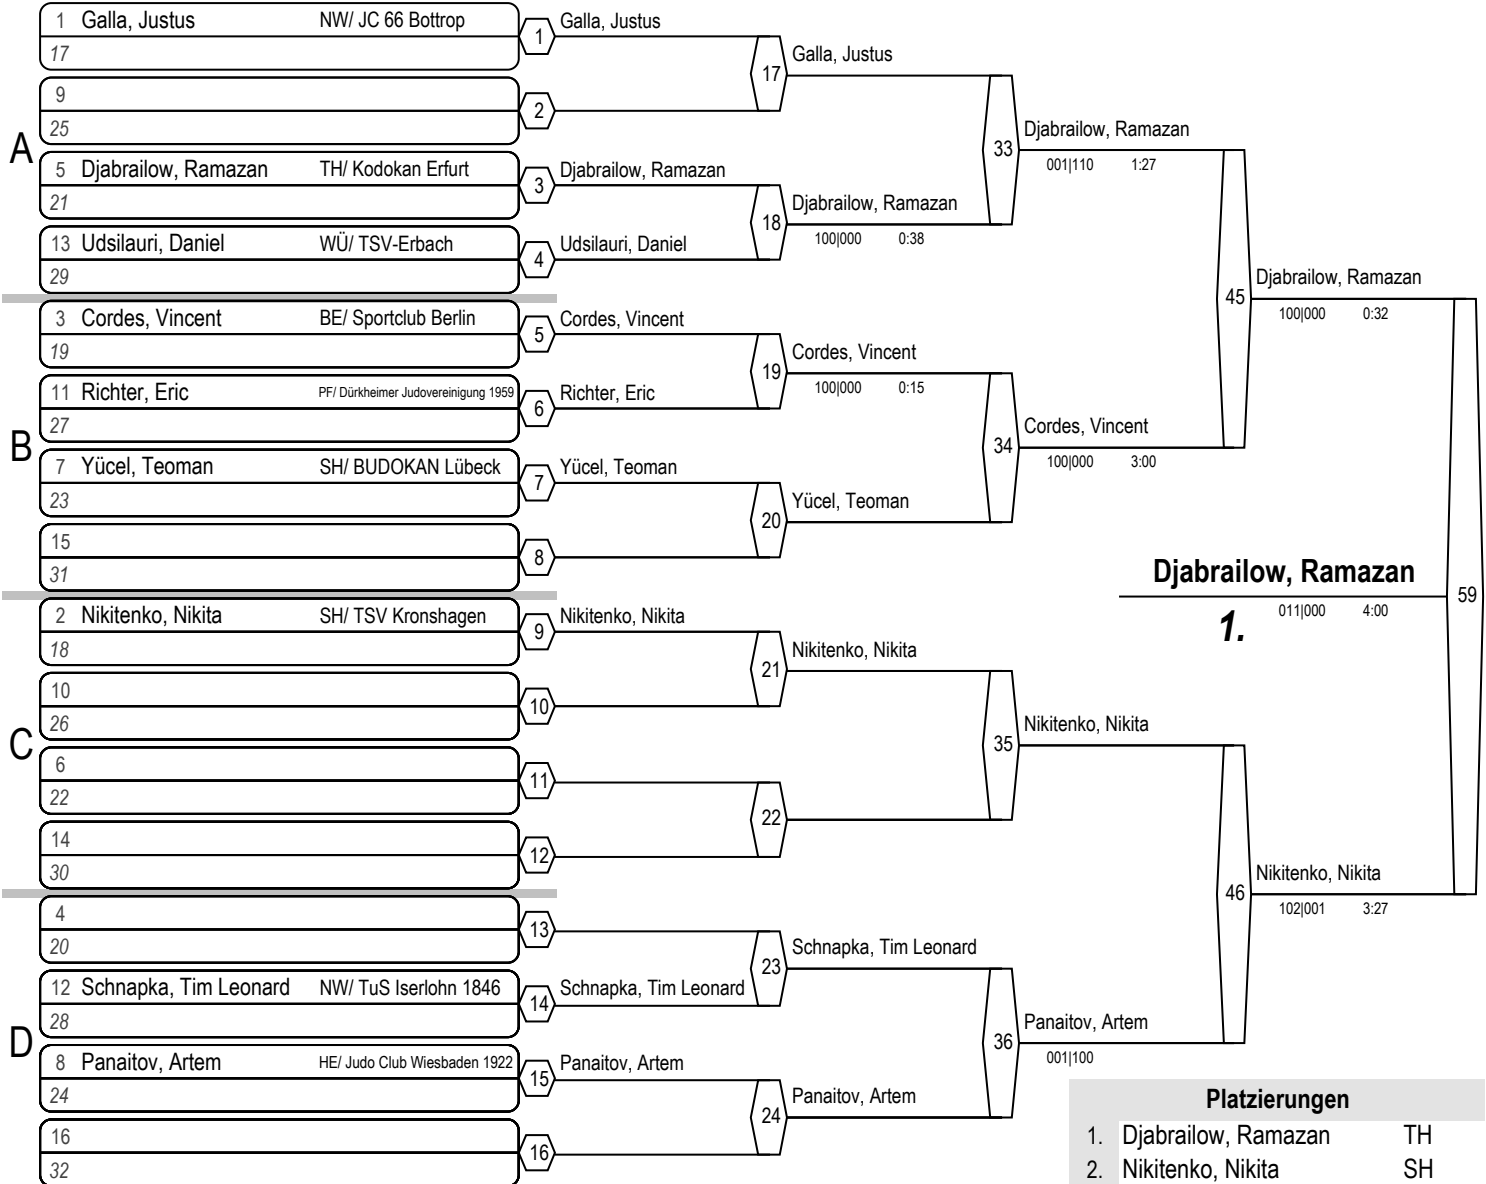 1 Galla, Justus NW/ JC 66 Bottrop
17
1 Galla, Justus
9
25
2
17 Galla, Justus
A
5 Djabrailow, Ramazan TH/ Kodokan Erfurt
21
3 Djabrailow, Ramazan
13 Udsilauri, Daniel WÜ/ TSV-Erbach
29
4 Udsilauri, Daniel
18 Djabrailow, Ramazan
100|000 0:38
33 Djabrailow, Ramazan
001|110 1:27
3 Cordes, Vincent BE/ Sportclub Berlin
19
5 Cordes, Vincent
11 Richter, Eric PF/ Dürkheimer Judovereinigung 1959
27
6 Richter, Eric
19 Cordes, Vincent
100|000 0:15
B
7 Yücel, Teoman SH/ BUDOKAN Lübeck
23
7 Yücel, Teoman
15
31
8
20 Yücel, Teoman
34 Cordes, Vincent
100|000 3:00
45 Djabrailow, Ramazan
100|000 0:32
2 Nikitenko, Nikita SH/ TSV Kronshagen
18
9 Nikitenko, Nikita
10
26
10
21 Nikitenko, Nikita
C
6
22
11
14
30
12
22
35 Nikitenko, Nikita
4
20
13
12 Schnapka, Tim Leonard NW/ TuS Iserlohn 1846
28
14 Schnapka, Tim Leonard
23 Schnapka, Tim Leonard
D
8 Panaitov, Artem HE/ Judo Club Wiesbaden 1922
24
15 Panaitov, Artem
16
32
16
24 Panaitov, Artem
36 Panaitov, Artem
001|100
46 Nikitenko, Nikita
102|001 3:27
Djabrailow, Ramazan
59
1. 011|000 4:00
Platzierungen
1. Djabrailow, Ramazan TH
2. Nikitenko, Nikita SH